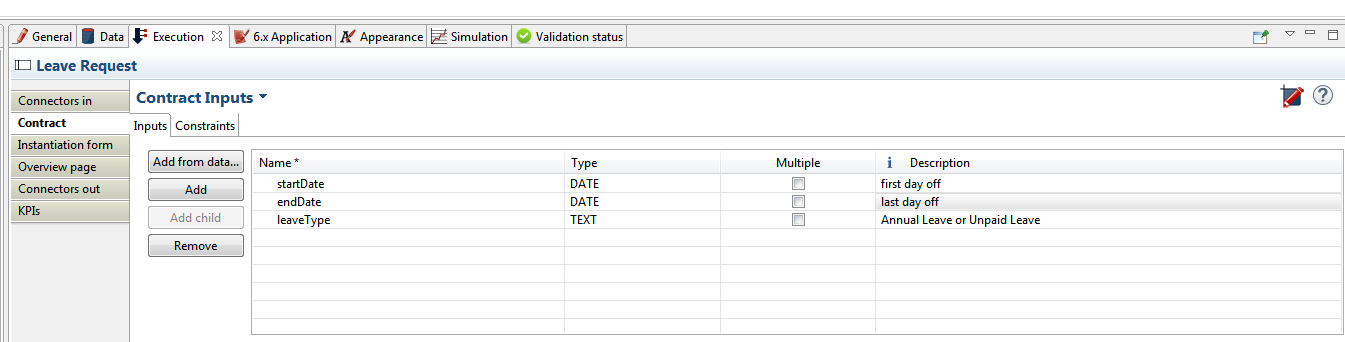 General Data Execution 6.x Application Appearance Simulation Validation status
Leave Request
Connectors in
Contract
Instantiation form
Overview page
Connectors out
KPIs
Contract Inputs
Inputs Constraints
Add from data...
Add
Add child
Remove
Name * Type Multiple i Description
startDate DATE first day off
endDate DATE last day off
leaveType TEXT Annual Leave or Unpaid Leave